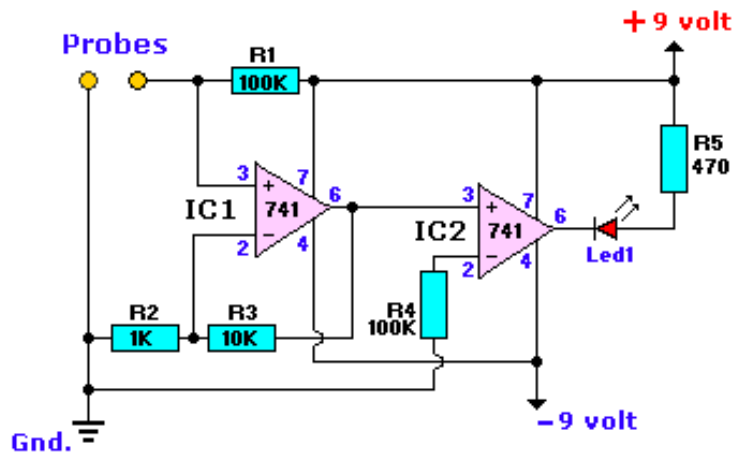 + 9 volt
Probes
R1
100K
R5
470
3
+
7
6
IC1
741
−
2
4
3
+
7
6
IC2
741
−
2
4
Led1
R2
1K
R3
10K
R4
100K
− 9 volt
Gnd.